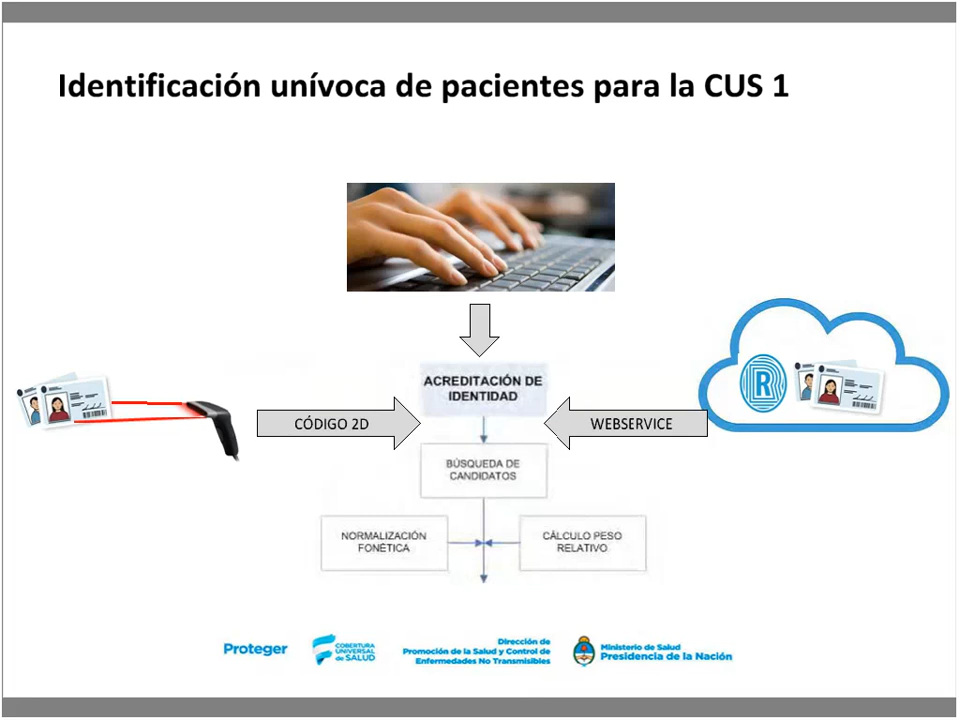 Identificación unívoca de pacientes para la CUS 1
ACREDITACIÓN DE
IDENTIDAD
CÓDIGO 2D
WEBSERVICE
R
BÚSQUEDA DE
CANDIDATOS
NORMALIZACIÓN
FONÉTICA
CÁLCULO PESO
RELATIVO
Proteger
COBERTURA
UNIVERSAL
de SALUD
Dirección de
Promoción de la Salud y Control de
Enfermedades No Transmisibles
Ministerio de Salud
Presidencia de la Nación